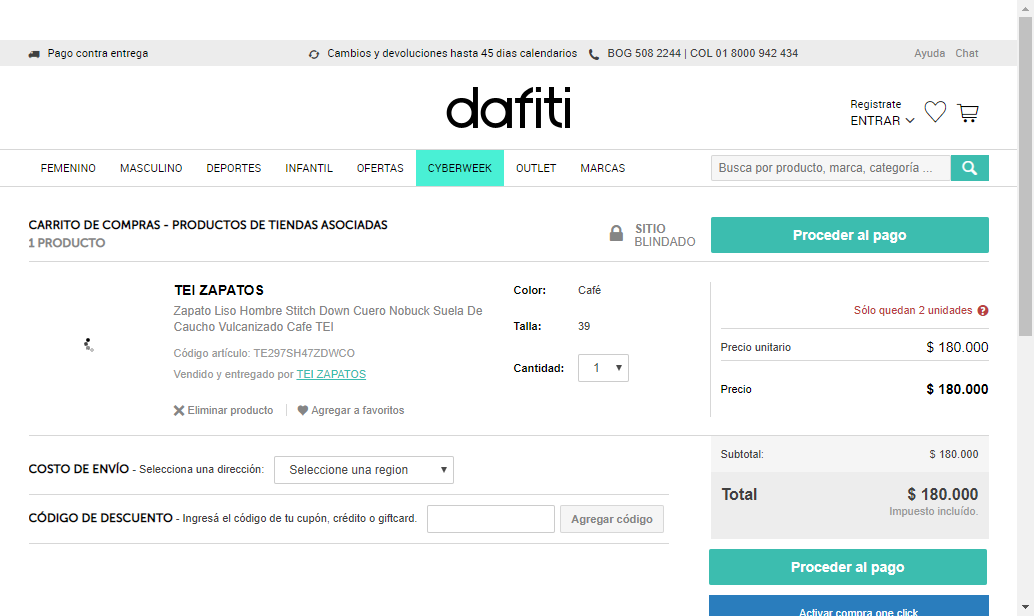 Pago contra entrega
Cambios y devoluciones hasta 45 dias calendarios
BOG 508 2244 | COL 01 8000 942 434
Ayuda Chat
dafiti
Registrate
ENTRAR
FEMENINO MASCULINO DEPORTES INFANTIL OFERTAS CYBERWEEK OUTLET MARCAS
Busca por producto, marca, categoría ...
CARRITO DE COMPRAS - PRODUCTOS DE TIENDAS ASOCIADAS
1 PRODUCTO
SITIO
BLINDADO
Proceder al pago
TEI ZAPATOS
Zapato Liso Hombre Stitch Down Cuero Nobuck Suela De
Caucho Vulcanizado Cafe TEI
Código artículo: TE297SH47ZDWCO
Vendido y entregado por TEI ZAPATOS
Eliminar producto
Agregar a favoritos
Color: Café
Talla: 39
Cantidad: 1
Sólo quedan 2 unidades ?
Precio unitario $ 180.000
Precio $ 180.000
COSTO DE ENVÍO - Selecciona una dirección: Seleccione una region
CÓDIGO DE DESCUENTO - Ingresá el código de tu cupón, crédito o giftcard. Agregar código
Subtotal: $ 180.000
Total $ 180.000
Impuesto incluído.
Proceder al pago
Activar compra one click